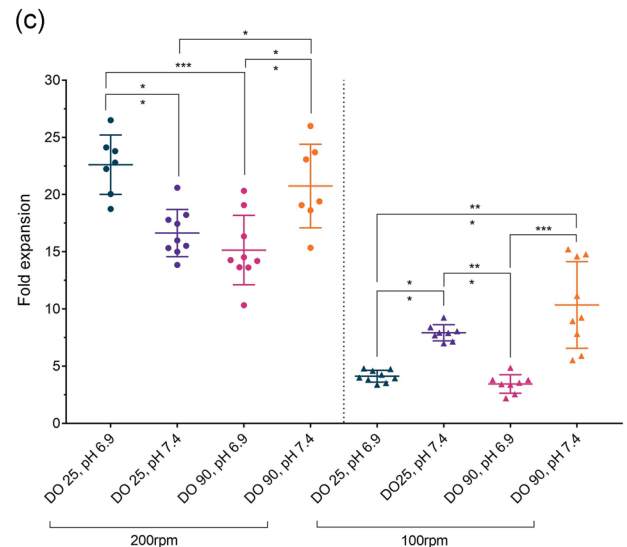 (c)
*
***
*
*
*
*
30
25
20
15
10
5
0
Fold expansion
**
*
***
**
*
*
*
DO 25, pH 6.9
DO 25, pH 7.4
DO 90, pH 6.9
DO 90, pH 7.4
DO 25, pH 6.9
DO25, pH 7.4
DO 90, pH 6.9
DO 90, pH 7.4
200rpm
100rpm